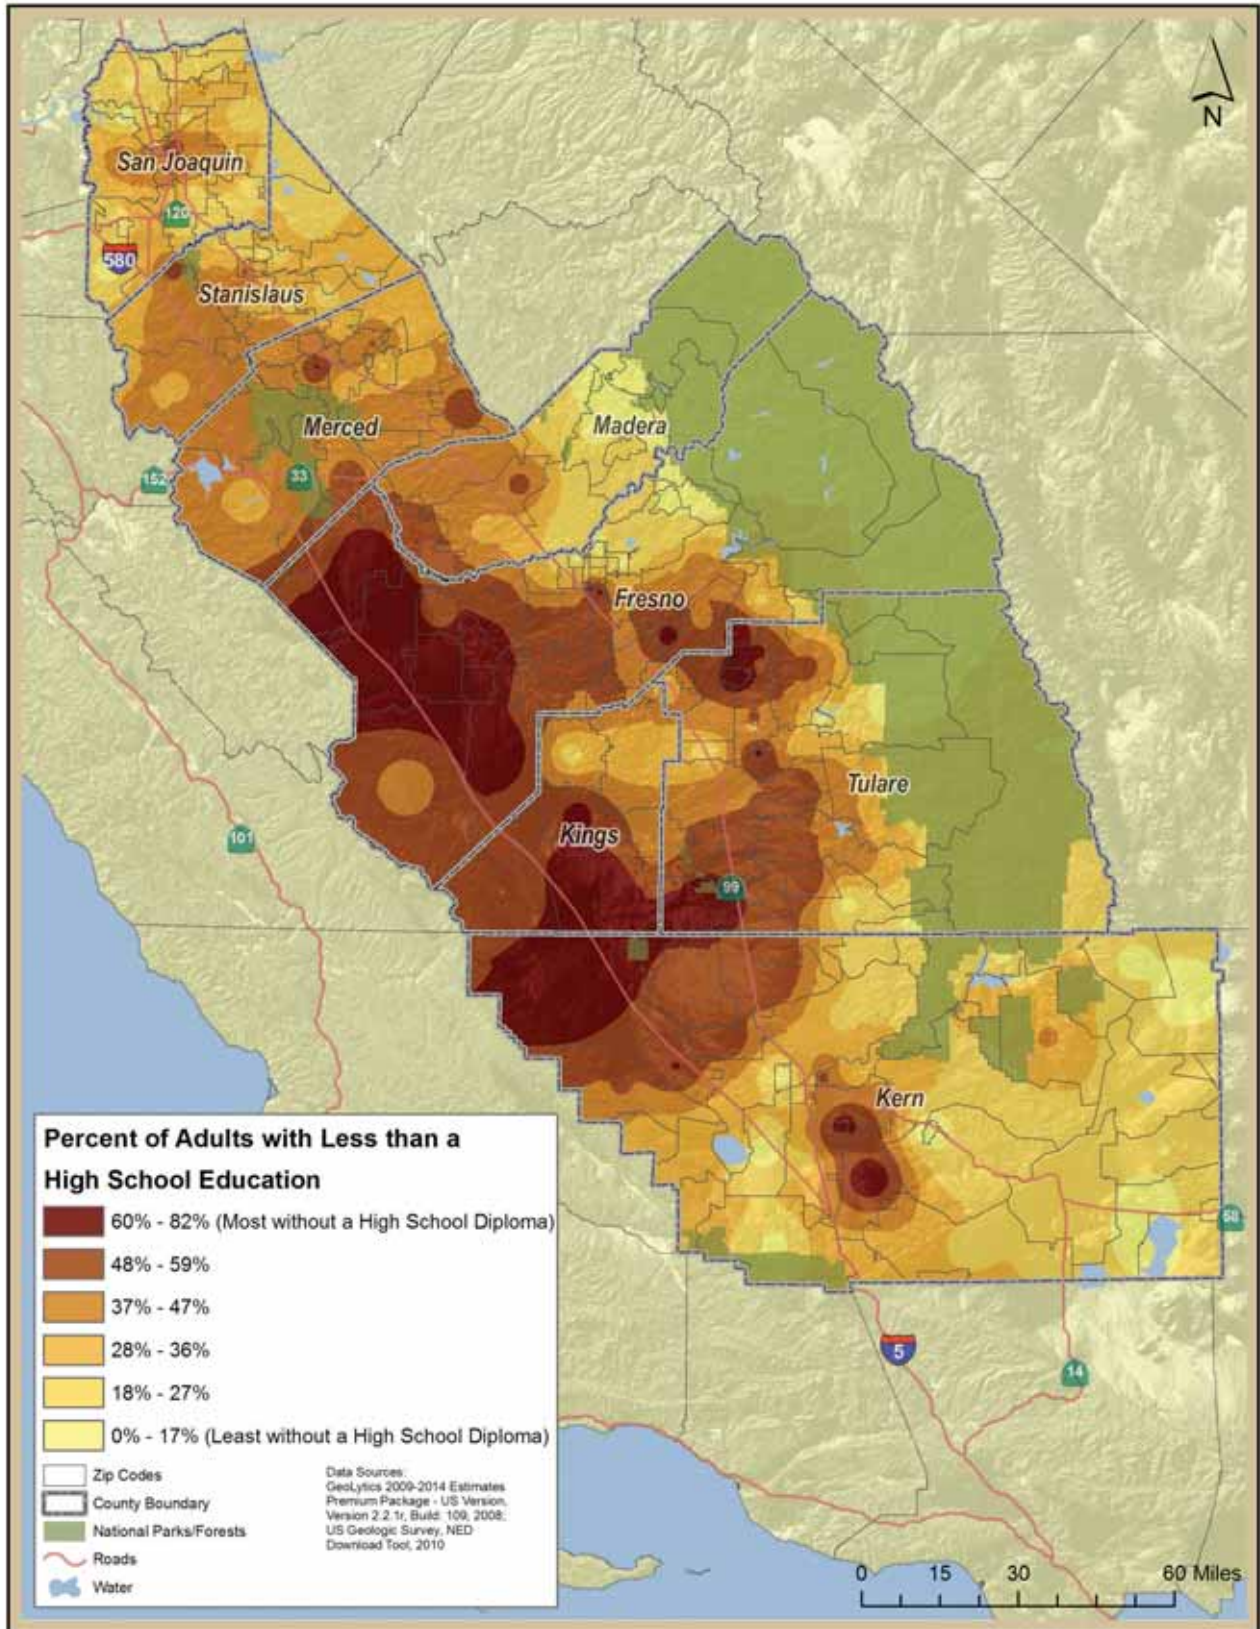 N
San Joaquin
120
580
Stanislaus
Merced
Madera
152
33
Fresno
Tulare
101
Kings
99
Kern
58
5
14
Percent of Adults with Less than a
High School Education
60% - 82% (Most without a High School Diploma)
48% - 59%
37% - 47%
28% - 36%
18% - 27%
0% - 17% (Least without a High School Diploma)
Zip Codes
County Boundary
National Parks/Forests
Roads
Water
Data Sources:
GeoLytics 2009-2014 Estimates
Premium Package - US Version,
Version 2.2.1r, Build: 109, 2008;
US Geologic Survey, NED
Download Tool, 2010
0 15 30 60 Miles